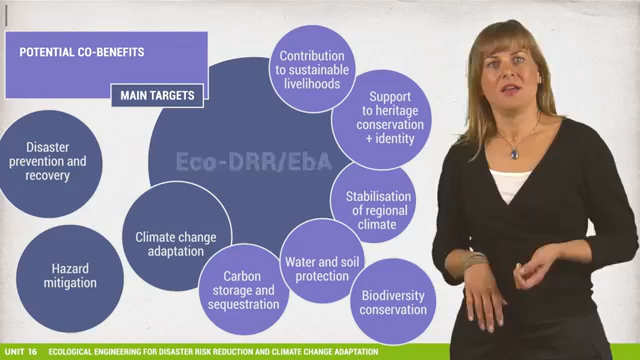 POTENTIAL CO-BENEFITS
MAIN TARGETS
Contribution
to sustainable
livelihoods
Support
to heritage
conservation
+ identity
Disaster
prevention and
recovery
Eco-DRR/EbA
Stabilisation
of regional
climate
Climate change
adaptation
Water and soil
protection
Hazard
mitigation
Carbon
storage and
sequestration
Biodiversity
conservation
UNIT 16
ECOLOGICAL ENGINEERING FOR DISASTER RISK REDUCTION AND CLIMATE CHANGE ADAPTATION